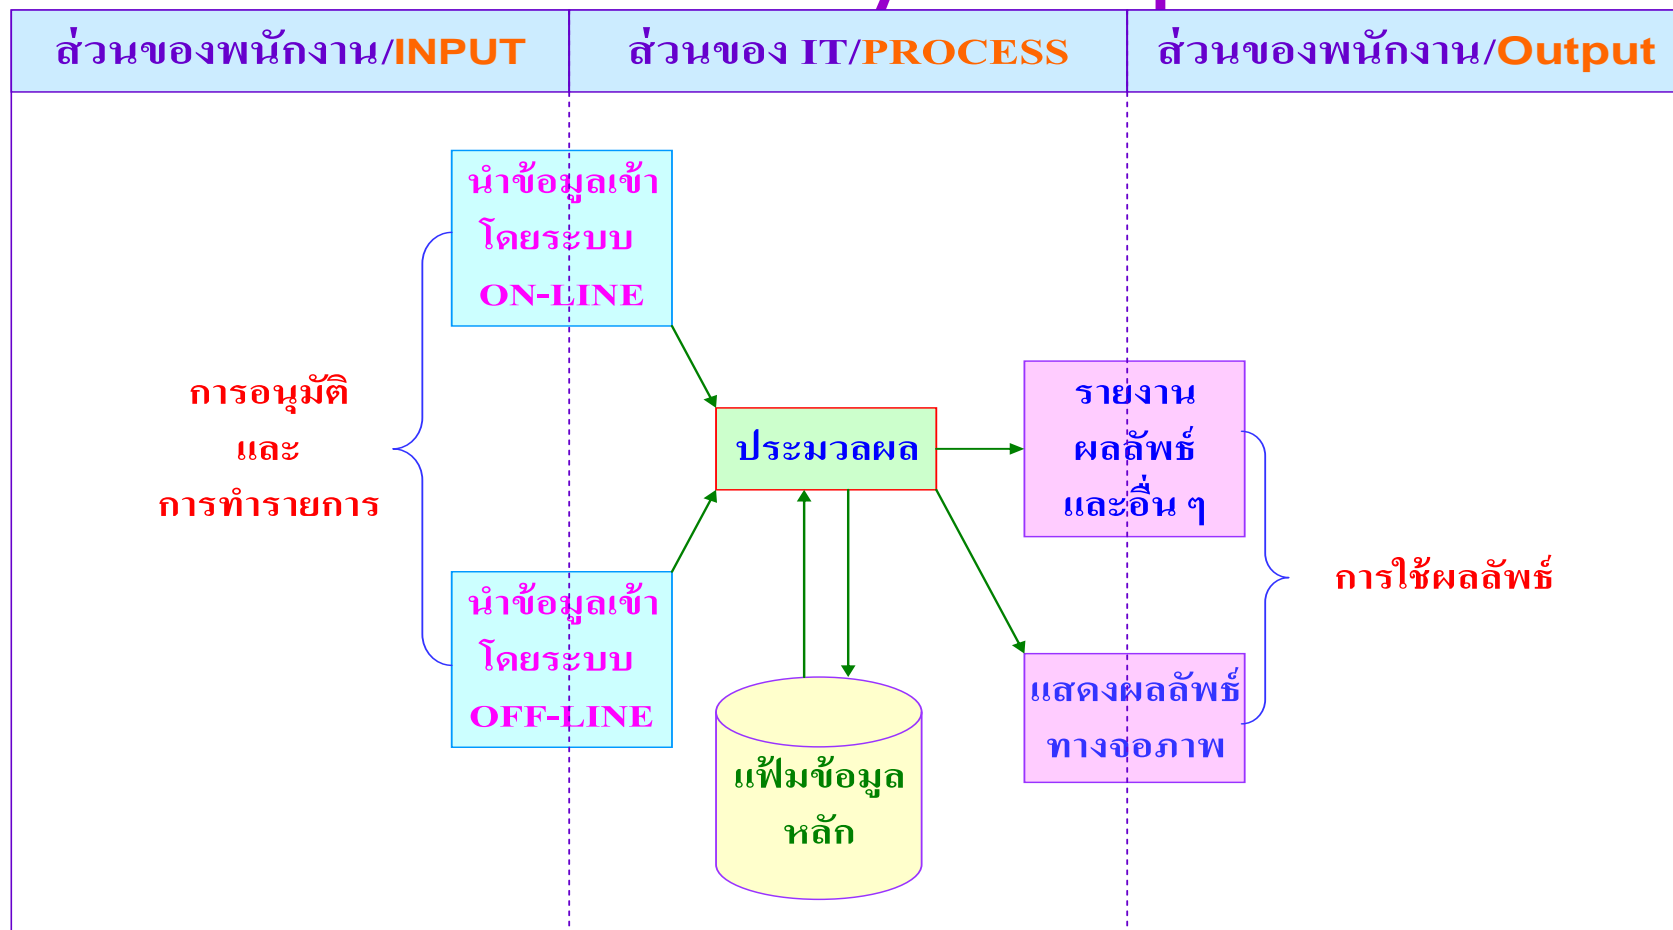 ส่วนของพนักงาน/INPUT
ส่วนของ IT/PROCESS
ส่วนของพนักงาน/Output
นำข้อมูลเข้า
โดยระบบ
ON-LINE
การอนุมัติ
และ
การทำรายการ
นำข้อมูลเข้า
โดยระบบ
OFF-LINE
ประมวลผล
แฟ้มข้อมูล
หลัก
รายงาน
ผลลัพธ์
และอื่น ๆ
แสดงผลลัพธ์
ทางจอภาพ
การใช้ผลลัพธ์